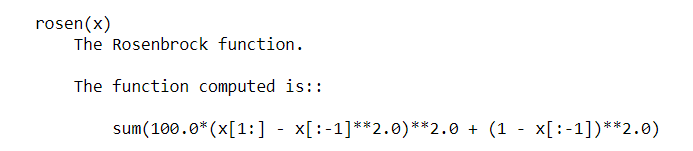 rosen(x)
The Rosenbrock function.
The function computed is::
sum(100.0*(x[1:] - x[:-1]**2.0)**2.0 + (1 - x[:-1])**2.0)